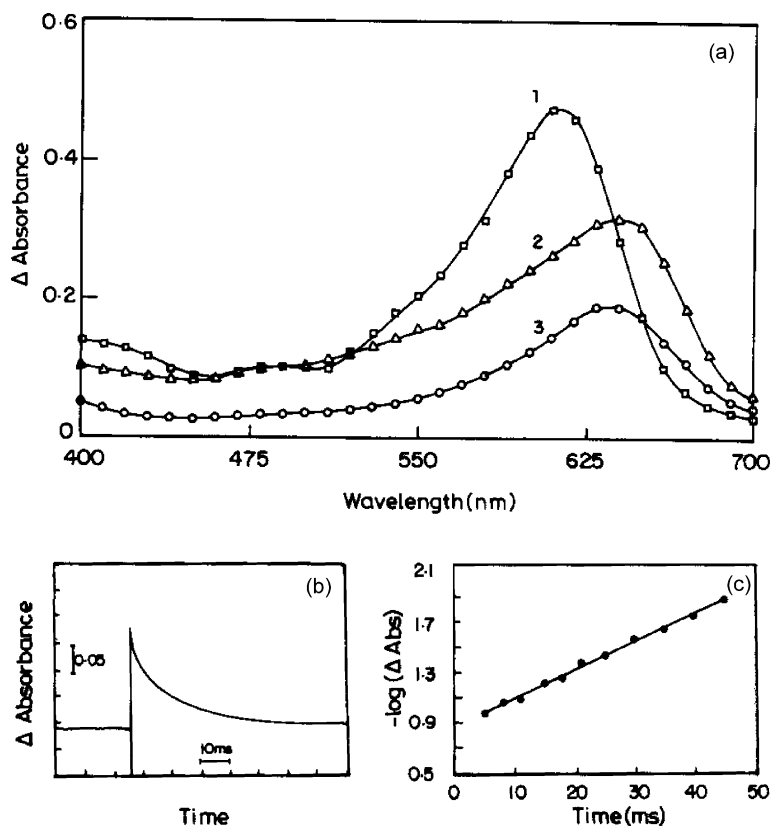 0·6
(a)
1
0·4
Δ Absorbance
2
0·2
3
0
400 475 550 625 700
Wavelength(nm)
(b)
Δ Absorbance
0·05
10ms
Time
2·1
(c)
1·7
-log(Δ Abs)
1·3
0·9
0·5
0 10 20 30 40 50
Time(ms)